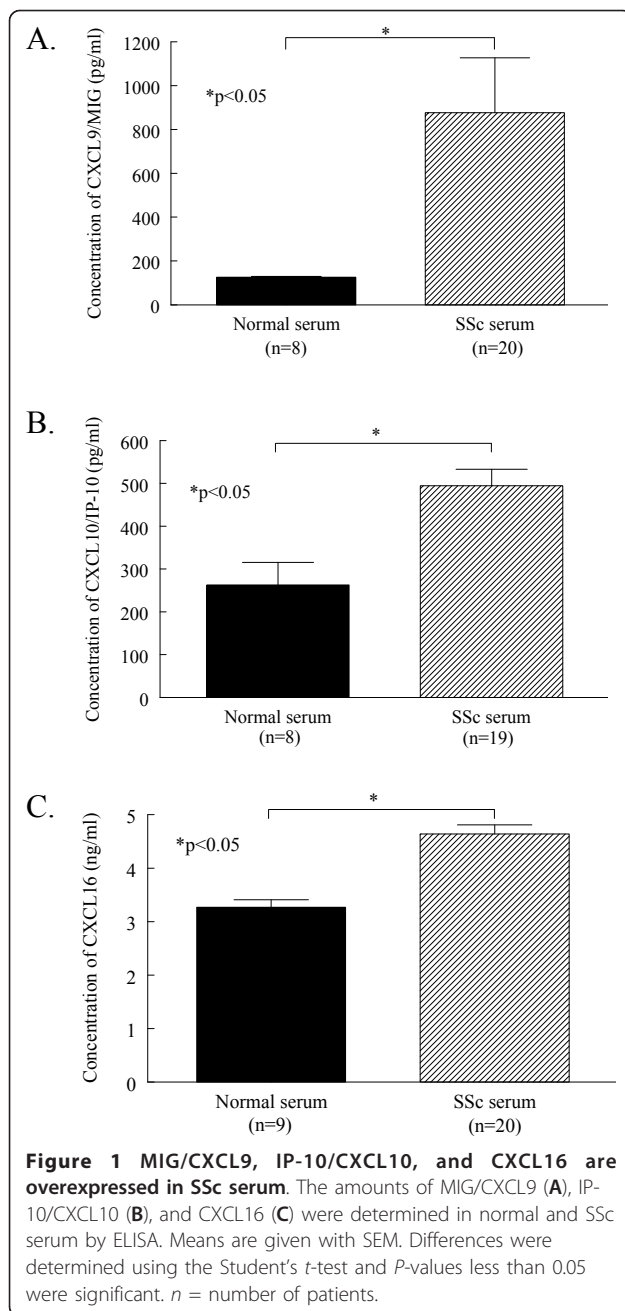 A.
Concentration of CXCL9/MIG (pg/ml)
1200
1000
800
600
400
200
0
*
*p<0.05
Normal serum
(n=8)
SSc serum
(n=20)
B.
Concentration of CXCL10/IP-10 (pg/ml)
600
500
400
300
200
100
0
*
*p<0.05
Normal serum
(n=8)
SSc serum
(n=19)
C.
Concentration of CXCL16 (ng/ml)
5
4
3
2
1
0
*
*p<0.05
Normal serum
(n=9)
SSc serum
(n=20)
Figure 1 MIG/CXCL9, IP-10/CXCL10, and CXCL16 are
overexpressed in SSc serum. The amounts of MIG/CXCL9 (A), IP-
10/CXCL10 (B), and CXCL16 (C) were determined in normal and SSc
serum by ELISA. Means are given with SEM. Differences were
determined using the Student's t-test and P-values less than 0.05
were significant. n = number of patients.